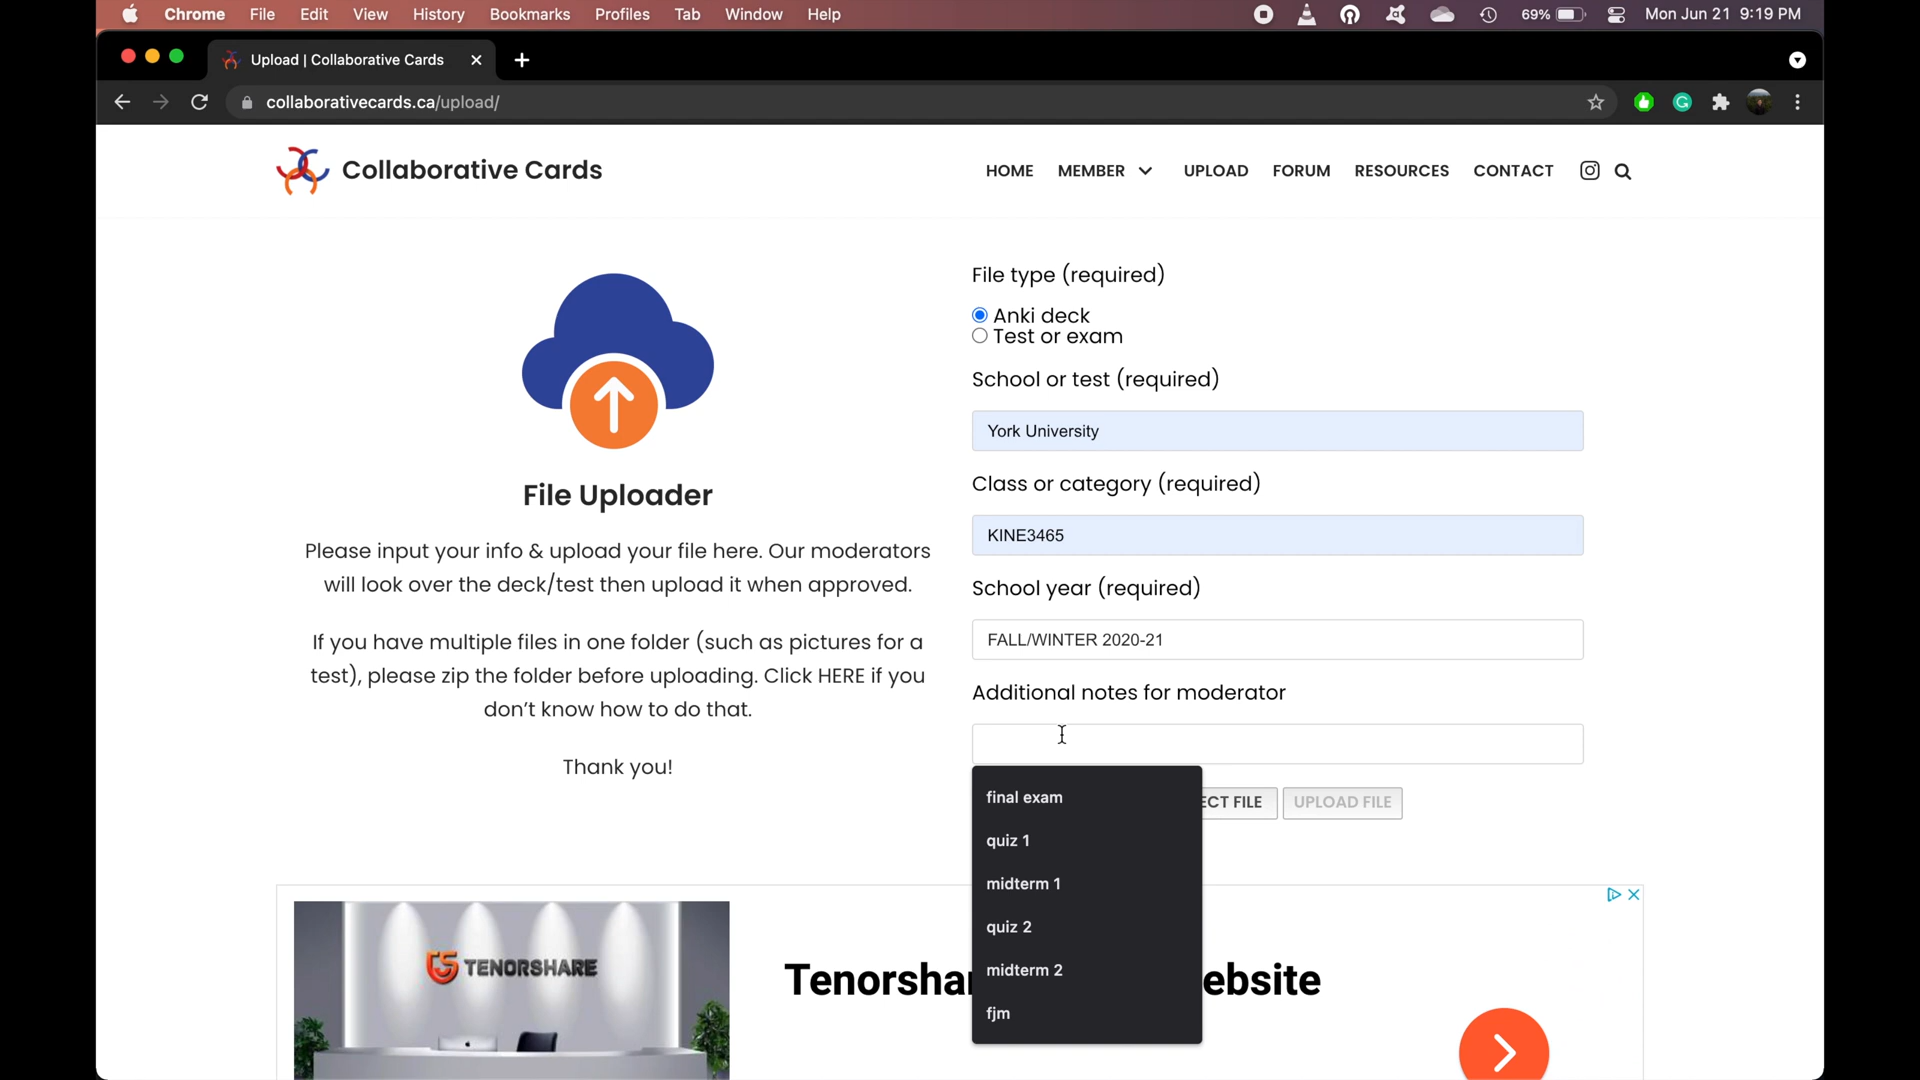 Chrome File Edit View History Bookmarks Profiles Tab Window Help
69% Mon Jun 21 9:19 PM
Upload | Collaborative Cards
collaborativecards.ca/upload/
Collaborative Cards
HOME MEMBER UPLOAD FORUM RESOURCES CONTACT
File Uploader
Please input your info & upload your file here. Our moderators
will look over the deck/test then upload it when approved.
If you have multiple files in one folder (such as pictures for a
test), please zip the folder before uploading. Click HERE if you
don't know how to do that.
Thank you!
File type (required)
Anki deck
Test or exam
School or test (required)
York University
Class or category (required)
KINE3465
School year (required)
FALL/WINTER 2020-21
Additional notes for moderator
final exam
quiz 1
midterm 1
quiz 2
midterm 2
fjm
ECT FILE UPLOAD FILE
TENORSHARE
Tenorsha ebsite